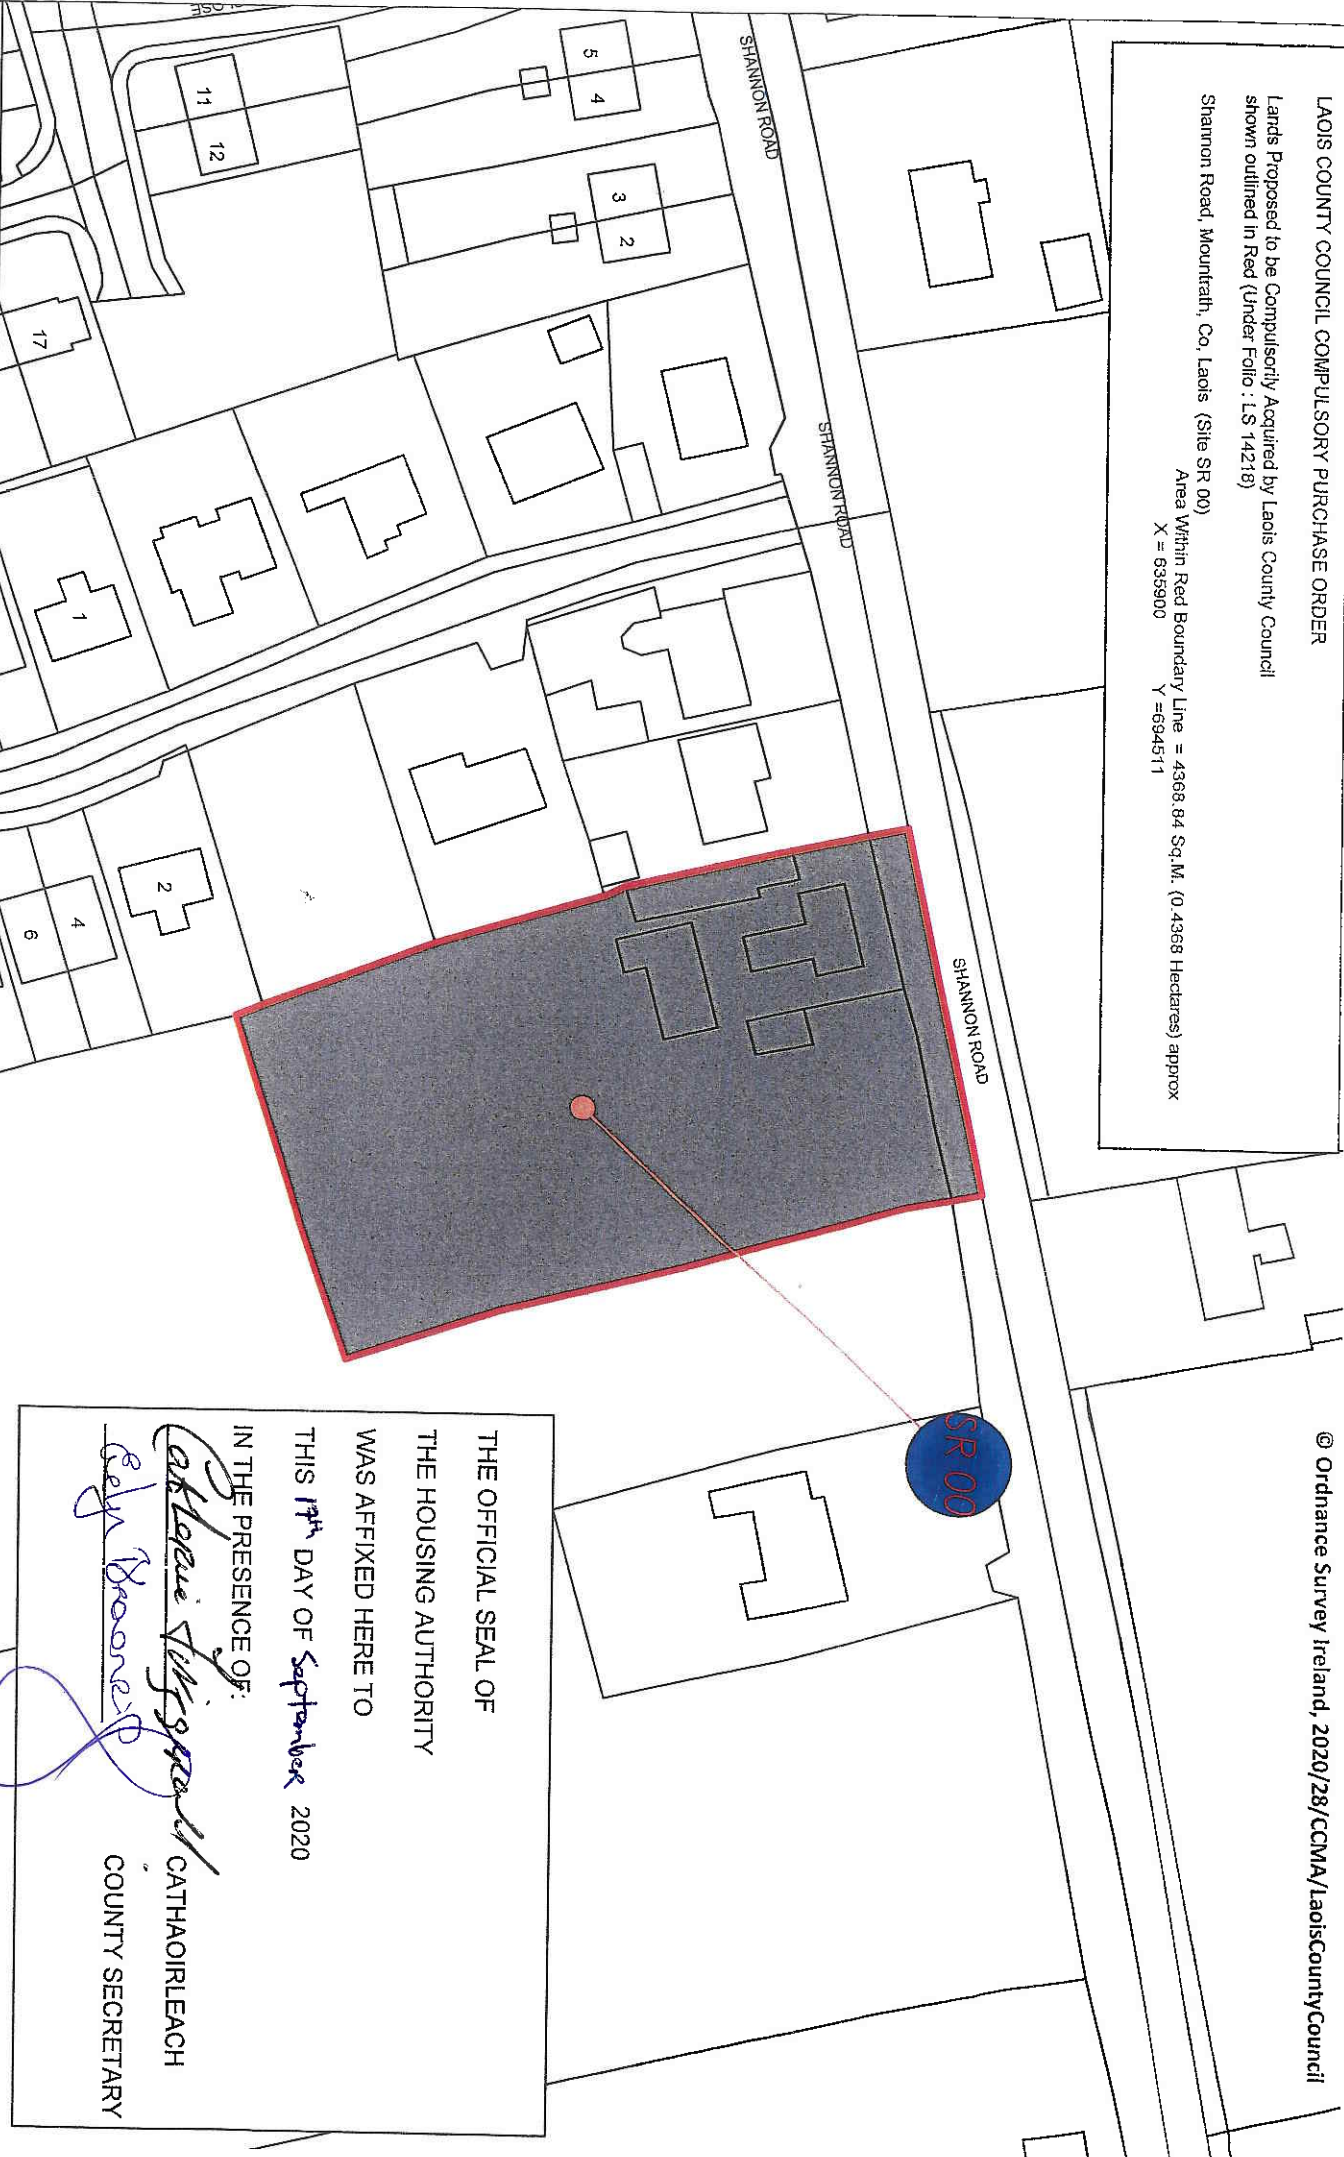 LAOIS COUNTY COUNCIL COMPULSORY PURCHASE ORDER
Lands Proposed to be Compulsorily Acquired by Laois County Council
shown outlined in Red (Under Folio : LS 14218)
Shannon Road, Mountrath, Co, Laois (Site SR 00)
Area Within Red Boundary Line = 4368.84 Sq.M. (0.4368 Hectares) approx
X = 635900 Y =694511
© Ordnance Survey Ireland, 2020/28/CCMA/LaoisCountyCouncil
SHANNON ROAD
SHANNON ROAD
SHANNON ROAD
SR 00
5
4
3
2
11
12
17
1
2
4
6
THE OFFICIAL SEAL OF
THE HOUSING AUTHORITY
WAS AFFIXED HERE TO
THIS 17th DAY OF September 2020
IN THE PRESENCE OF:
CATHAOIRLEACH
COUNTY SECRETARY